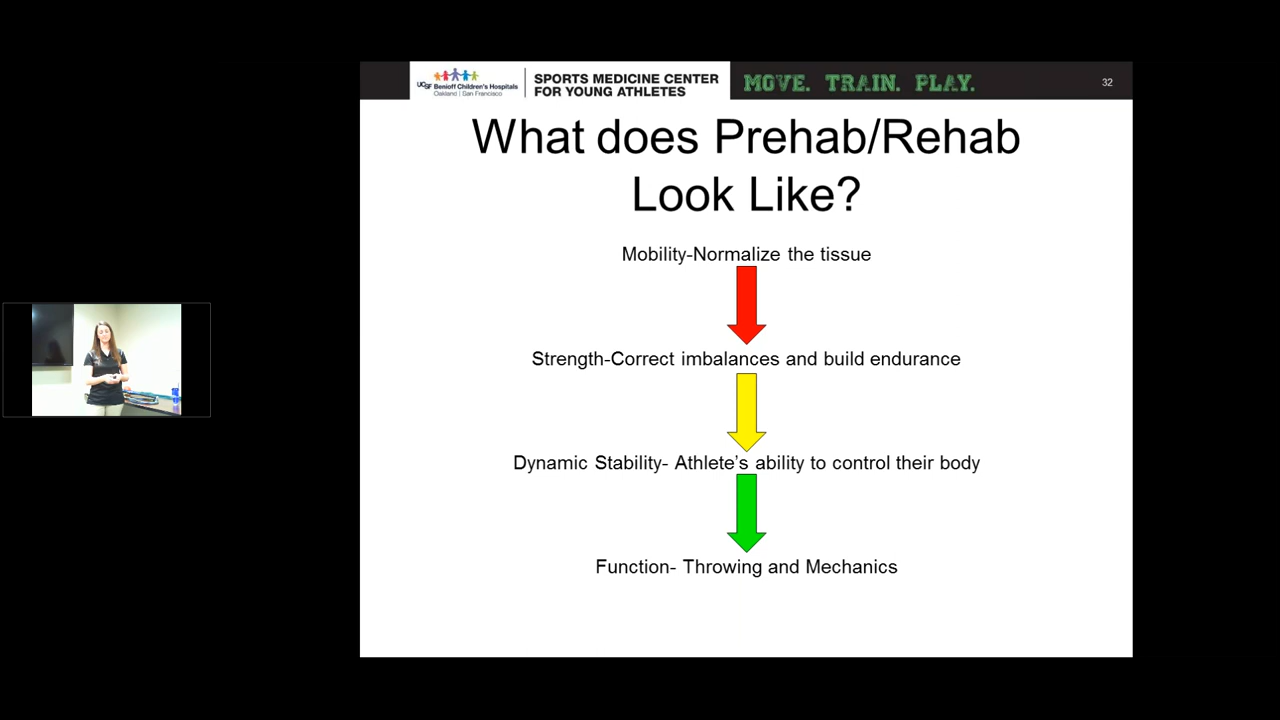 UCSF Benioff Children's Hospitals
Oakland | San Francisco
SPORTS MEDICINE CENTER
FOR YOUNG ATHLETES
MOVE. TRAIN. PLAY.
32
What does Prehab/Rehab
Look Like?
Mobility-Normalize the tissue
Strength-Correct imbalances and build endurance
Dynamic Stability- Athlete's ability to control their body
Function- Throwing and Mechanics